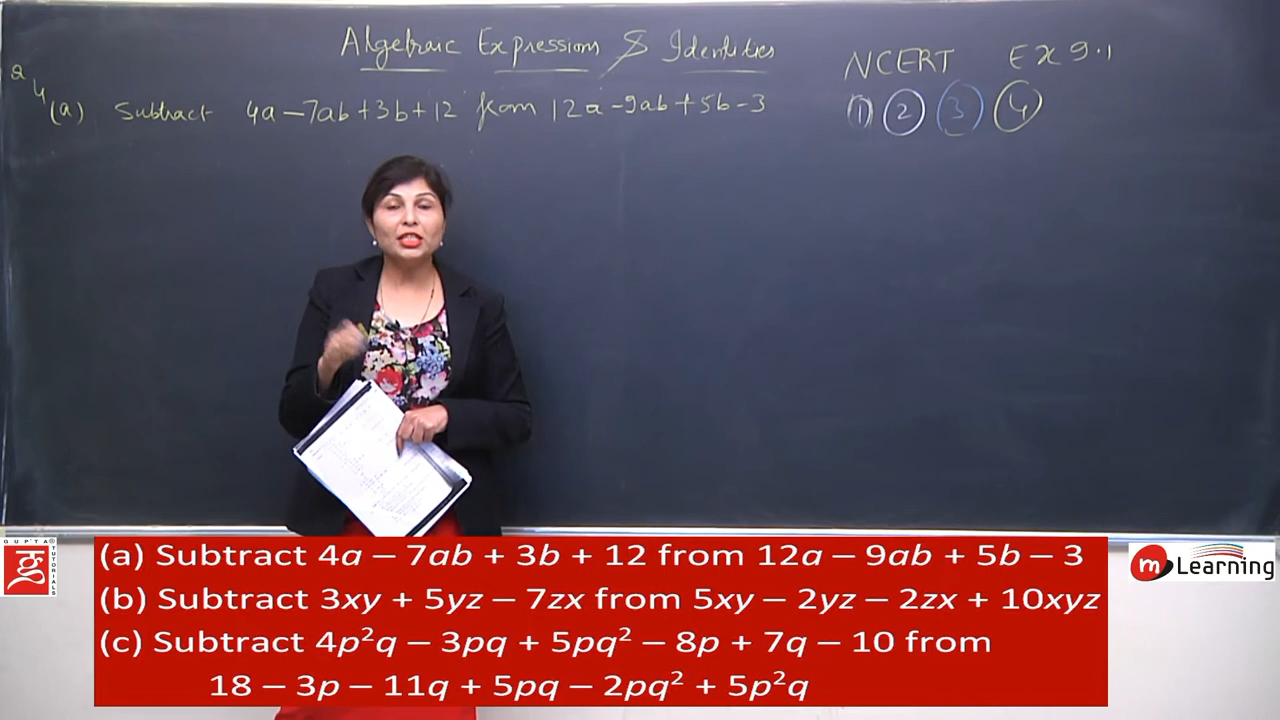 Algebraic Expressions & Identities
NCERT Ex 9.1
Q 4
(a) Subtract 4a – 7ab + 3b + 12 from 12a – 9ab + 5b – 3
① ② ③ ④
(a) Subtract 4a – 7ab + 3b + 12 from 12a – 9ab + 5b – 3
(b) Subtract 3xy + 5yz – 7zx from 5xy – 2yz – 2zx + 10xyz
(c) Subtract 4p²q – 3pq + 5pq² – 8p + 7q – 10 from
18 – 3p – 11q + 5pq – 2pq² + 5p²q
GUPTA
TUTORIALS
m Learning